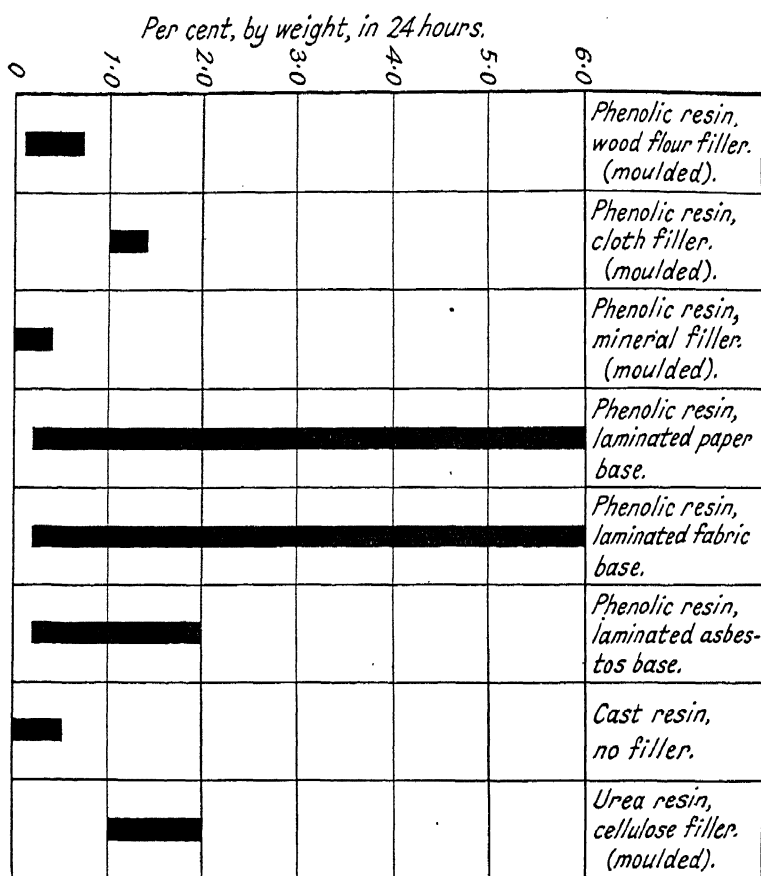 Per cent, by weight, in 24 hours.
0 1·0 2·0 3·0 4·0 5·0 6·0
Phenolic resin,
wood flour filler.
(moulded).
Phenolic resin,
cloth filler.
(moulded).
Phenolic resin,
mineral filler.
(moulded).
Phenolic resin,
laminated paper
base.
Phenolic resin,
laminated fabric
base.
Phenolic resin,
laminated asbes-
tos base.
Cast resin,
no filler.
Urea resin,
cellulose filler.
(moulded).